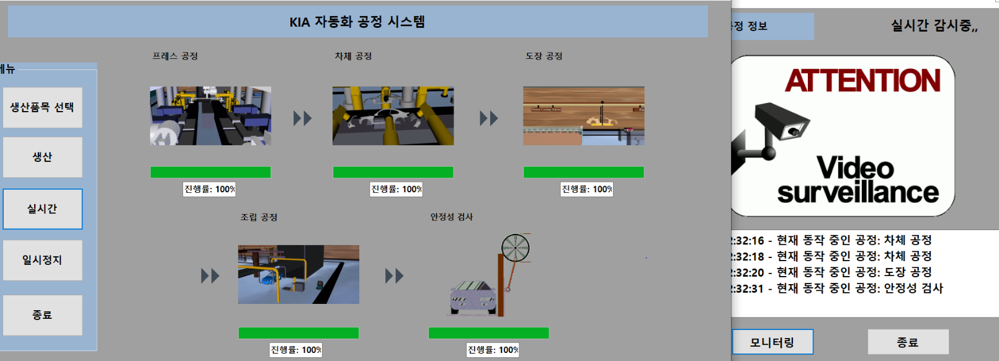 KIA 자동화 공정 시스템
프레스 공정
차체 공정
도장 공정
진행률: 100%
진행률: 100%
진행률: 100%
조립 공정
안정성 검사
진행률: 100%
진행률: 100%
메뉴
생산품목 선택
생산
실시간
일시정지
종료
공정 정보
실시간 감시중,,
ATTENTION
Video
surveillance
2:32:16 - 현재 동작 중인 공정: 차체 공정
2:32:18 - 현재 동작 중인 공정: 차체 공정
2:32:20 - 현재 동작 중인 공정: 도장 공정
2:32:31 - 현재 동작 중인 공정: 안정성 검사
모니터링
종료